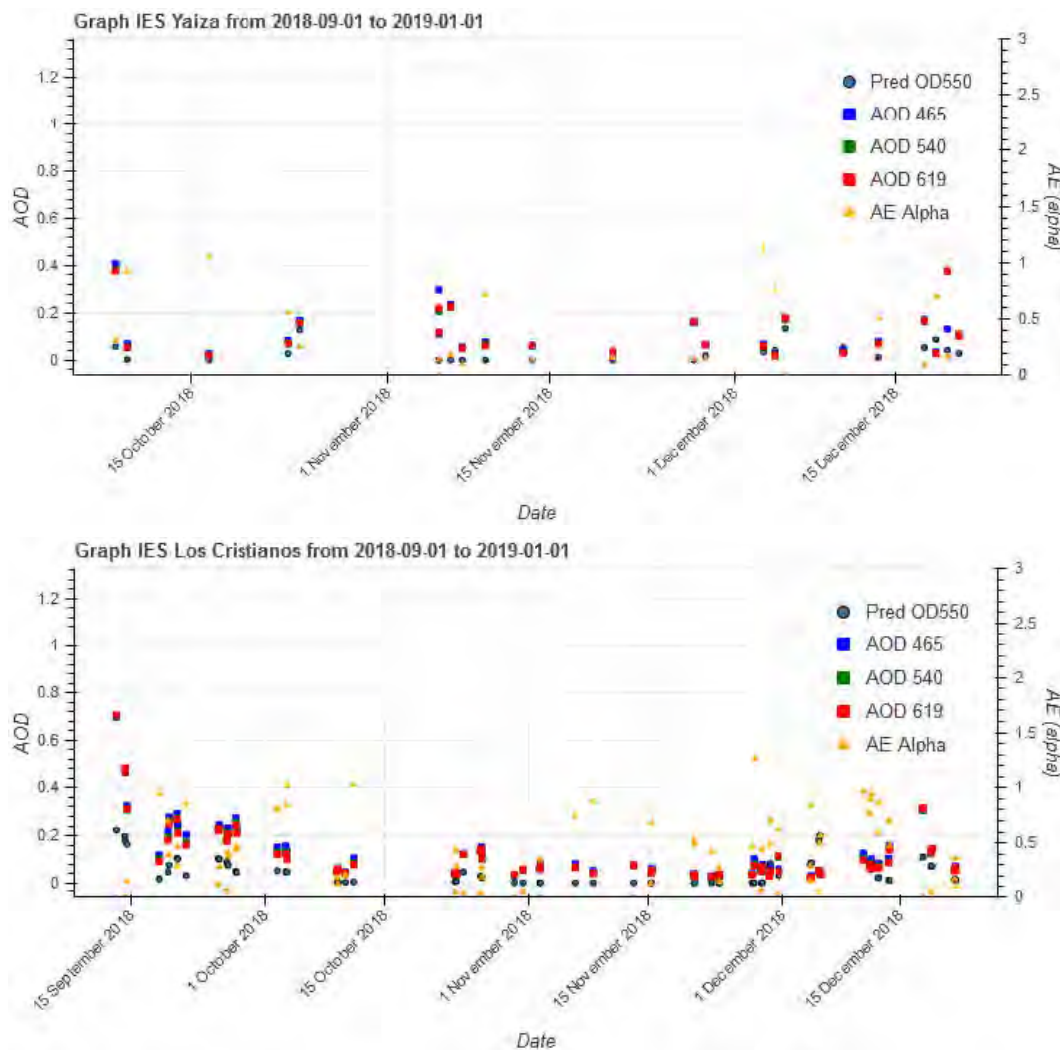 Graph IES Yaiza from 2018-09-01 to 2019-01-01
1.2
1
0.8
0.6
0.4
0.2
0
AOD
3
2.5
2
1.5
1
0.5
0
AE (alpha)
Pred OD550
AOD 465
AOD 540
AOD 619
AE Alpha
15 October 2018
1 November 2018
15 November 2018
1 December 2018
15 December 2018
Date
Graph IES Los Cristianos from 2018-09-01 to 2019-01-01
1.2
1
0.8
0.6
0.4
0.2
0
AOD
3
2.5
2
1.5
1
0.5
0
AE (alpha)
Pred OD550
AOD 465
AOD 540
AOD 619
AE Alpha
15 September 2018
1 October 2018
15 October 2018
1 November 2018
15 November 2018
1 December 2018
15 December 2018
Date